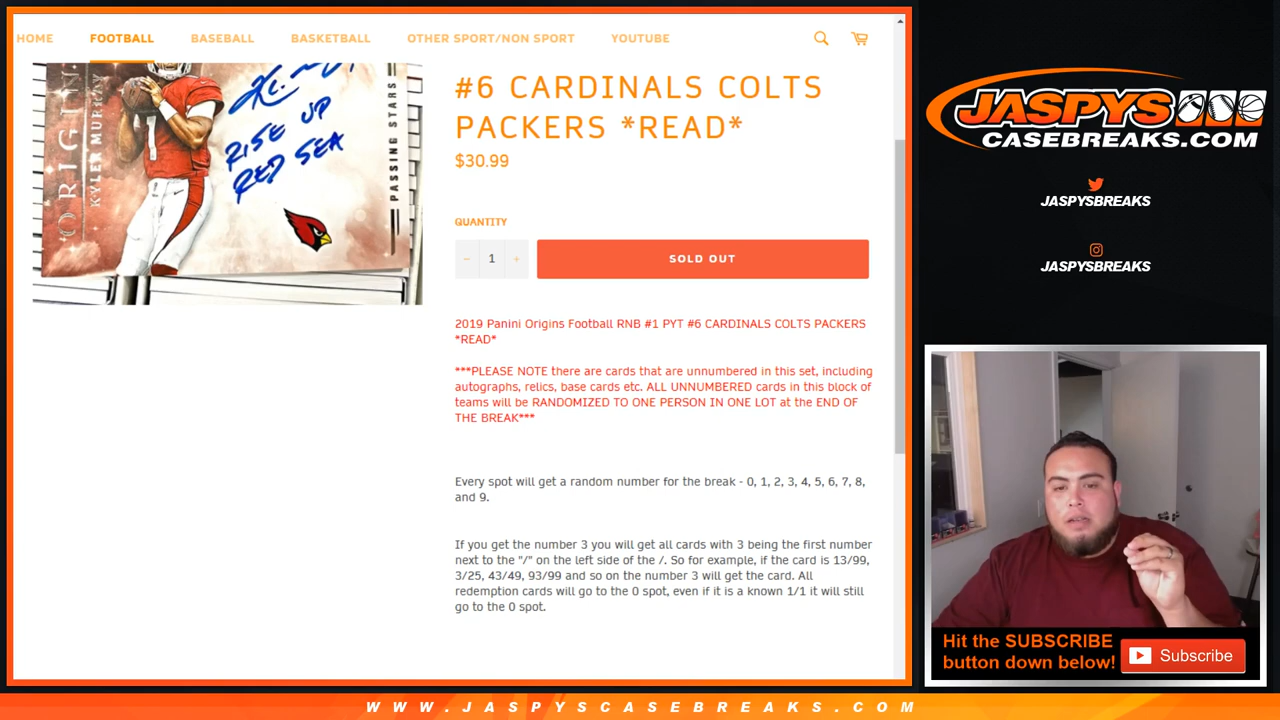 HOME FOOTBALL BASEBALL BASKETBALL OTHER SPORT/NON SPORT YOUTUBE
ORIGINS
KYLER MURRAY
1
RISE UP
RED SEA
PASSING STARS
#6 CARDINALS COLTS
PACKERS *READ*
$30.99
QUANTITY
− 1 +
SOLD OUT
2019 Panini Origins Football RNB #1 PYT #6 CARDINALS COLTS PACKERS
*READ*
***PLEASE NOTE there are cards that are unnumbered in this set, including
autographs, relics, base cards etc. ALL UNNUMBERED cards in this block of
teams will be RANDOMIZED TO ONE PERSON IN ONE LOT at the END OF
THE BREAK***
Every spot will get a random number for the break - 0, 1, 2, 3, 4, 5, 6, 7, 8,
and 9.
If you get the number 3 you will get all cards with 3 being the first number
next to the "/" on the left side of the /. So for example, if the card is 13/99,
3/25, 43/49, 93/99 and so on the number 3 will get the card. All
redemption cards will go to the 0 spot, even if it is a known 1/1 it will still
go to the 0 spot.
JASPYS
CASEBREAKS.COM
JASPYSBREAKS
JASPYSBREAKS
Hit the SUBSCRIBE
button down below!
Subscribe
WWW.JASPYSCASEBREAKS.COM